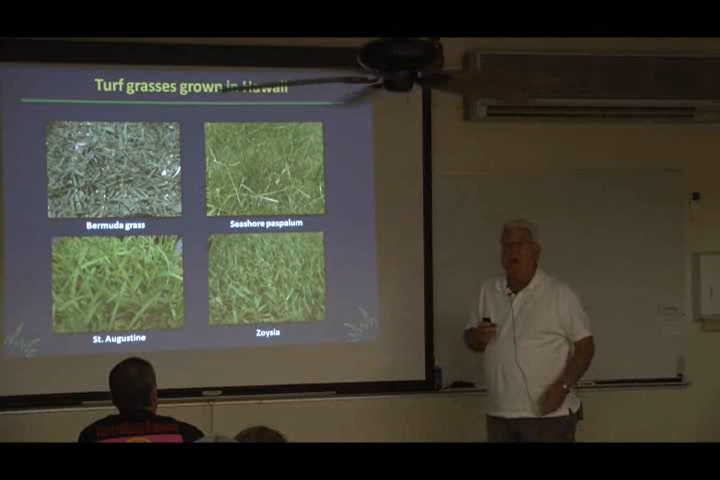 Turf grasses grown in Hawaii
Bermuda grass
Seashore paspalum
St. Augustine
Zoysia